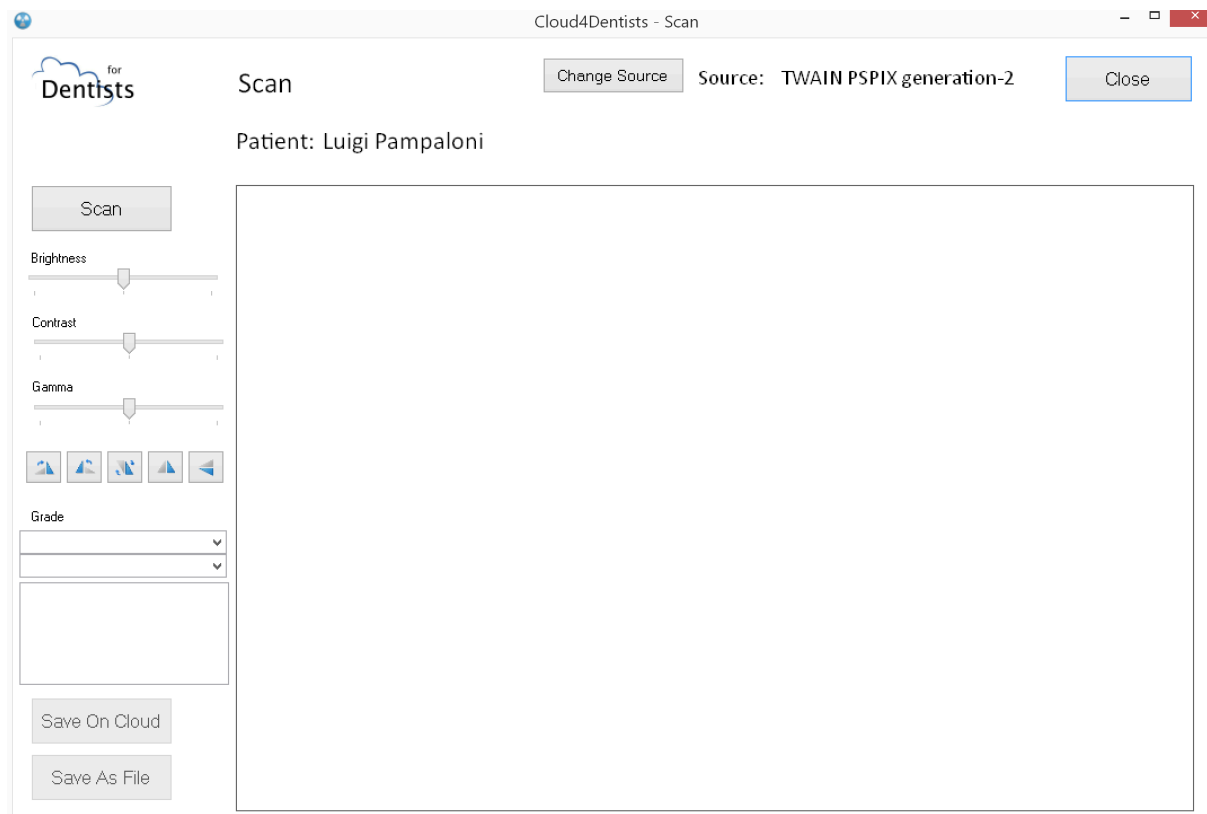 Cloud4Dentists - Scan
for
Dentists
Scan
Change Source
Source: TWAIN PSPIX generation-2
Close
Patient: Luigi Pampaloni
Scan
Brightness
Contrast
Gamma
Grade
Save On Cloud
Save As File